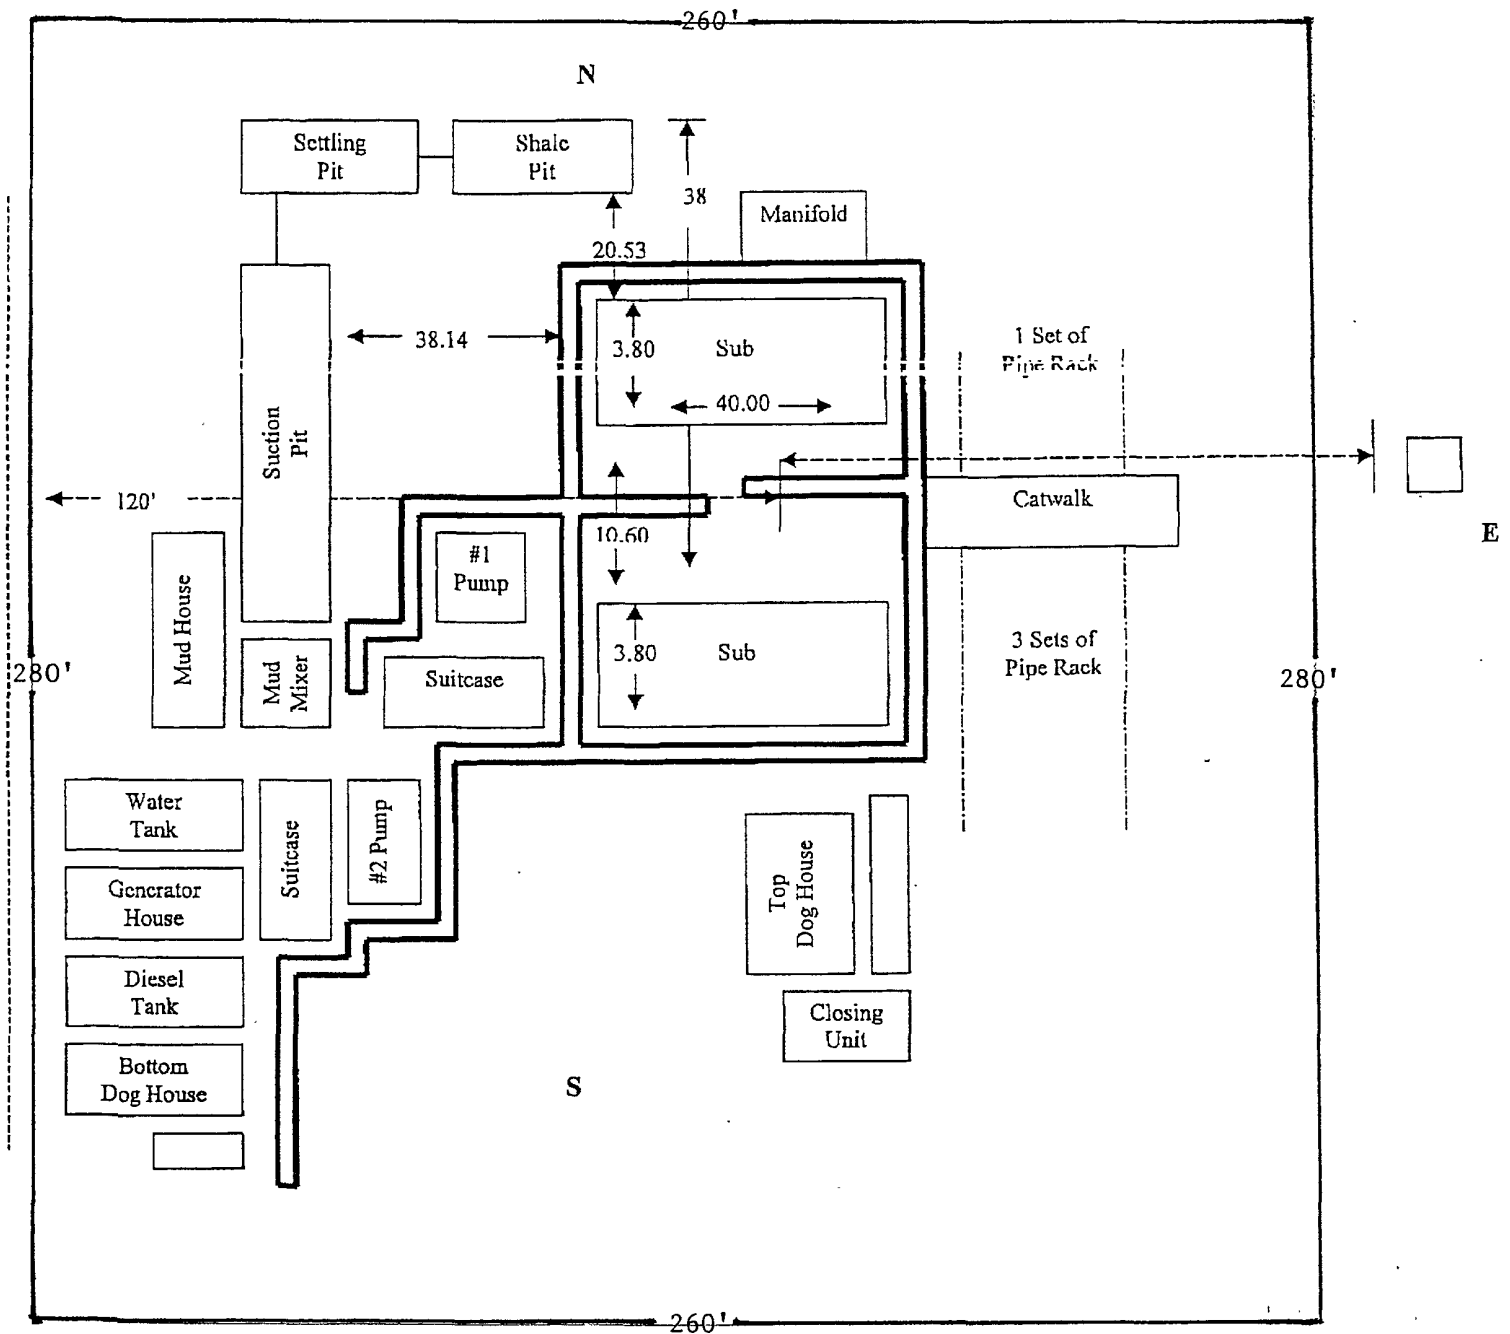 260'
N
Settling
Pit
Shale
Pit
38
Manifold
20.53
38.14
3.80
Sub
1 Set of
Pipe Rack
40.00
Suction
Pit
120'
Catwalk
E
10.60
#1
Pump
Mud House
Mud
Mixer
Suitcase
3.80
Sub
3 Sets of
Pipe Rack
280'
280'
Water
Tank
Suitcase
#2 Pump
Generator
House
Top
Dog House
Diesel
Tank
Closing
Unit
Bottom
Dog House
S
260'